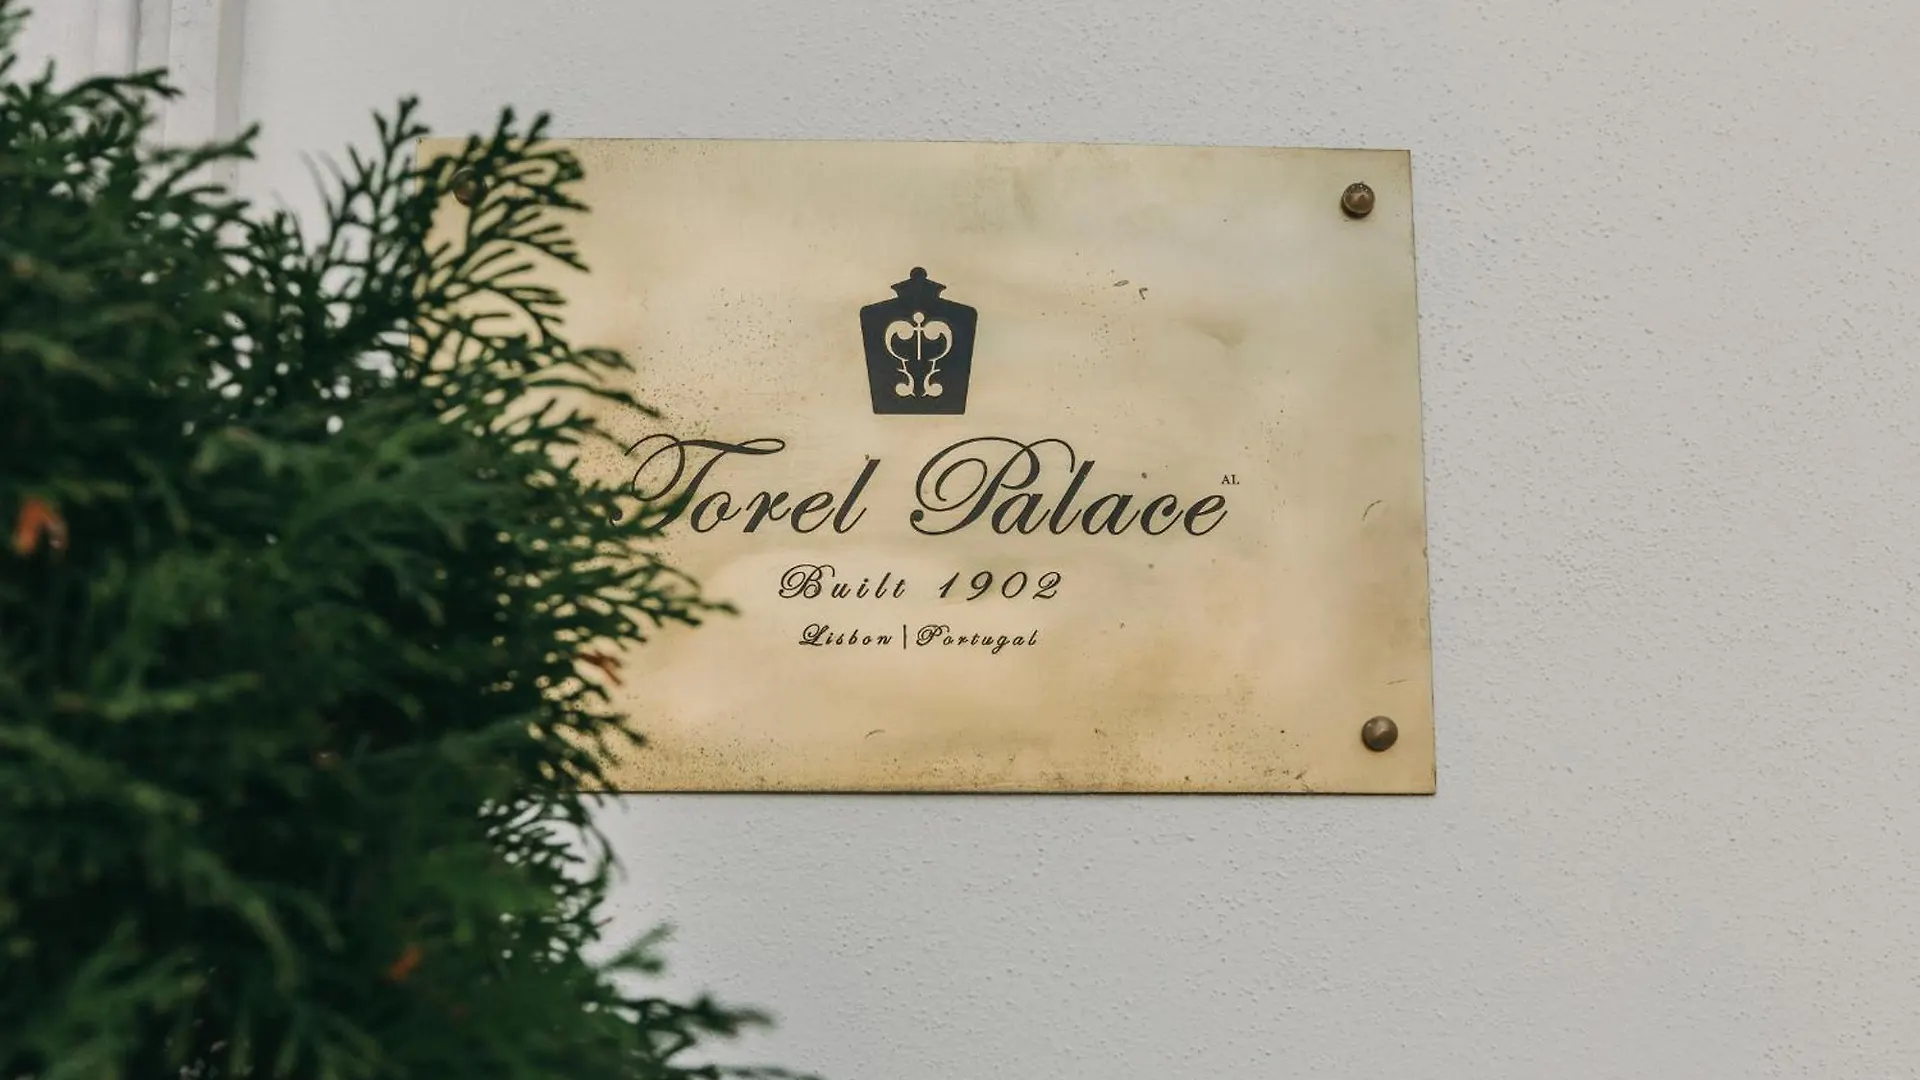 Torel Palace AL
Built 1902
Lisbon | Portugal